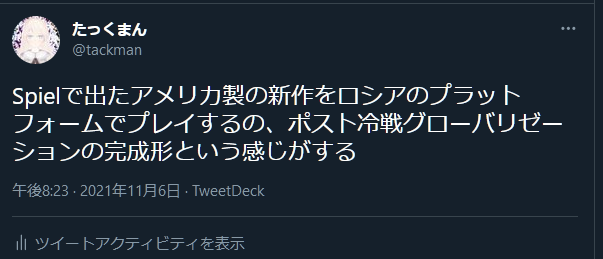 たっくまん
@tackman
Spielで出たアメリカ製の新作をロシアのプラット
フォームでプレイするの、ポスト冷戦グローバリゼー
ションの完成形という感じがする
午後8:23 · 2021年11月6日 · TweetDeck
ツイートアクティビティを表示